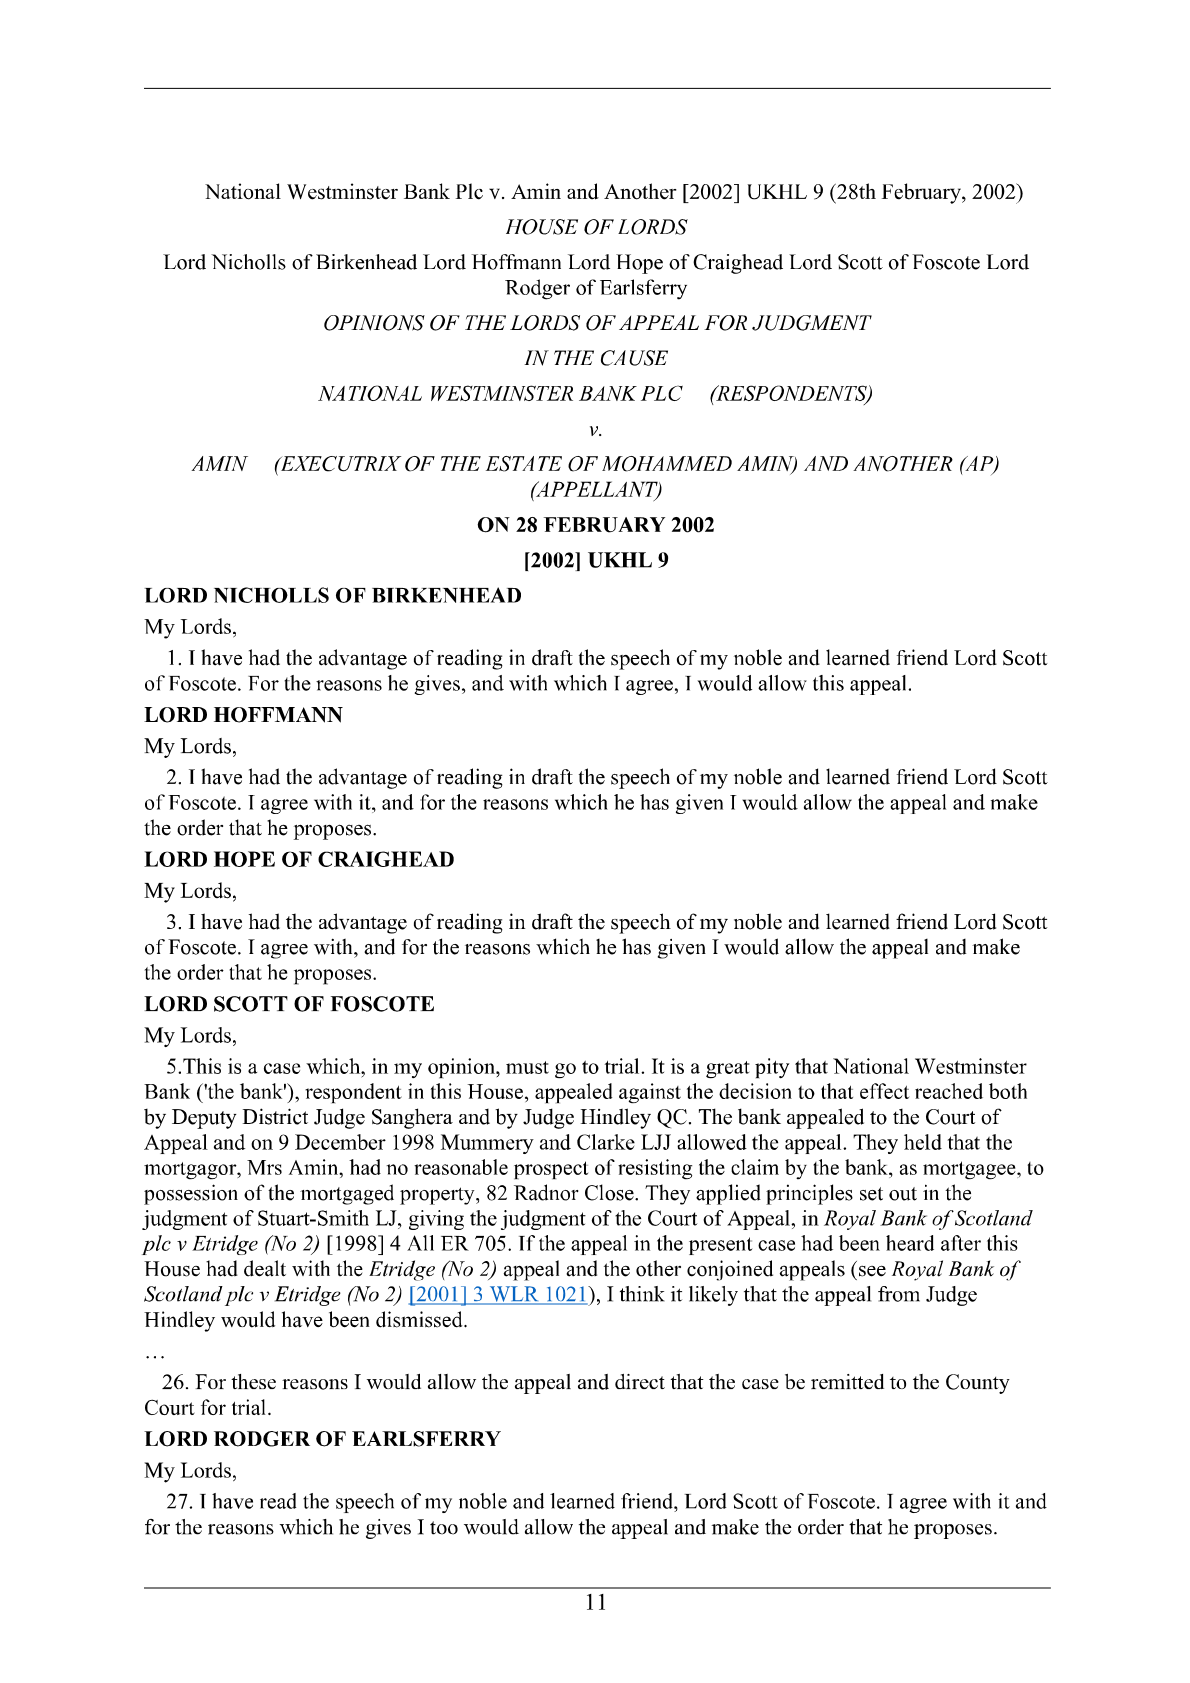 National Westminster Bank Plc v. Amin and Another [2002] UKHL 9 (28th February, 2002)
HOUSE OF LORDS
Lord Nicholls of Birkenhead Lord Hoffmann Lord Hope of Craighead Lord Scott of Foscote Lord
Rodger of Earlsferry
OPINIONS OF THE LORDS OF APPEAL FOR JUDGMENT
IN THE CAUSE
NATIONAL WESTMINSTER BANK PLC (RESPONDENTS)
v.
AMIN (EXECUTRIX OF THE ESTATE OF MOHAMMED AMIN) AND ANOTHER (AP)
(APPELLANT)
ON 28 FEBRUARY 2002
[2002] UKHL 9
LORD NICHOLLS OF BIRKENHEAD
My Lords,
1. I have had the advantage of reading in draft the speech of my noble and learned friend Lord Scott
of Foscote. For the reasons he gives, and with which I agree, I would allow this appeal.
LORD HOFFMANN
My Lords,
2. I have had the advantage of reading in draft the speech of my noble and learned friend Lord Scott
of Foscote. I agree with it, and for the reasons which he has given I would allow the appeal and make
the order that he proposes.
LORD HOPE OF CRAIGHEAD
My Lords,
3. I have had the advantage of reading in draft the speech of my noble and learned friend Lord Scott
of Foscote. I agree with, and for the reasons which he has given I would allow the appeal and make
the order that he proposes.
LORD SCOTT OF FOSCOTE
My Lords,
5.This is a case which, in my opinion, must go to trial. It is a great pity that National Westminster
Bank ('the bank'), respondent in this House, appealed against the decision to that effect reached both
by Deputy District Judge Sanghera and by Judge Hindley QC. The bank appealed to the Court of
Appeal and on 9 December 1998 Mummery and Clarke LJJ allowed the appeal. They held that the
mortgagor, Mrs Amin, had no reasonable prospect of resisting the claim by the bank, as mortgagee, to
possession of the mortgaged property, 82 Radnor Close. They applied principles set out in the
judgment of Stuart-Smith LJ, giving the judgment of the Court of Appeal, in Royal Bank of Scotland
plc v Etridge (No 2) [1998] 4 All ER 705. If the appeal in the present case had been heard after this
House had dealt with the Etridge (No 2) appeal and the other conjoined appeals (see Royal Bank of
Scotland plc v Etridge (No 2) [2001] 3 WLR 1021), I think it likely that the appeal from Judge
Hindley would have been dismissed.
…
26. For these reasons I would allow the appeal and direct that the case be remitted to the County
Court for trial.
LORD RODGER OF EARLSFERRY
My Lords,
27. I have read the speech of my noble and learned friend, Lord Scott of Foscote. I agree with it and
for the reasons which he gives I too would allow the appeal and make the order that he proposes.
11